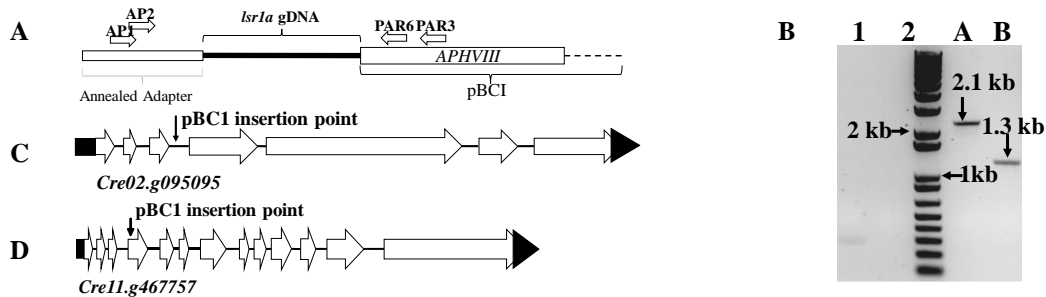 A
AP1
AP2
lsr1a gDNA
PAR6 PAR3
APHVIII
Annealed Adapter
pBCI
pBC1 insertion point
C
Cre02.g095095
pBC1 insertion point
D
Cre11.g467757
B
1 2 A B
2.1 kb
2 kb
1.3 kb
1kb